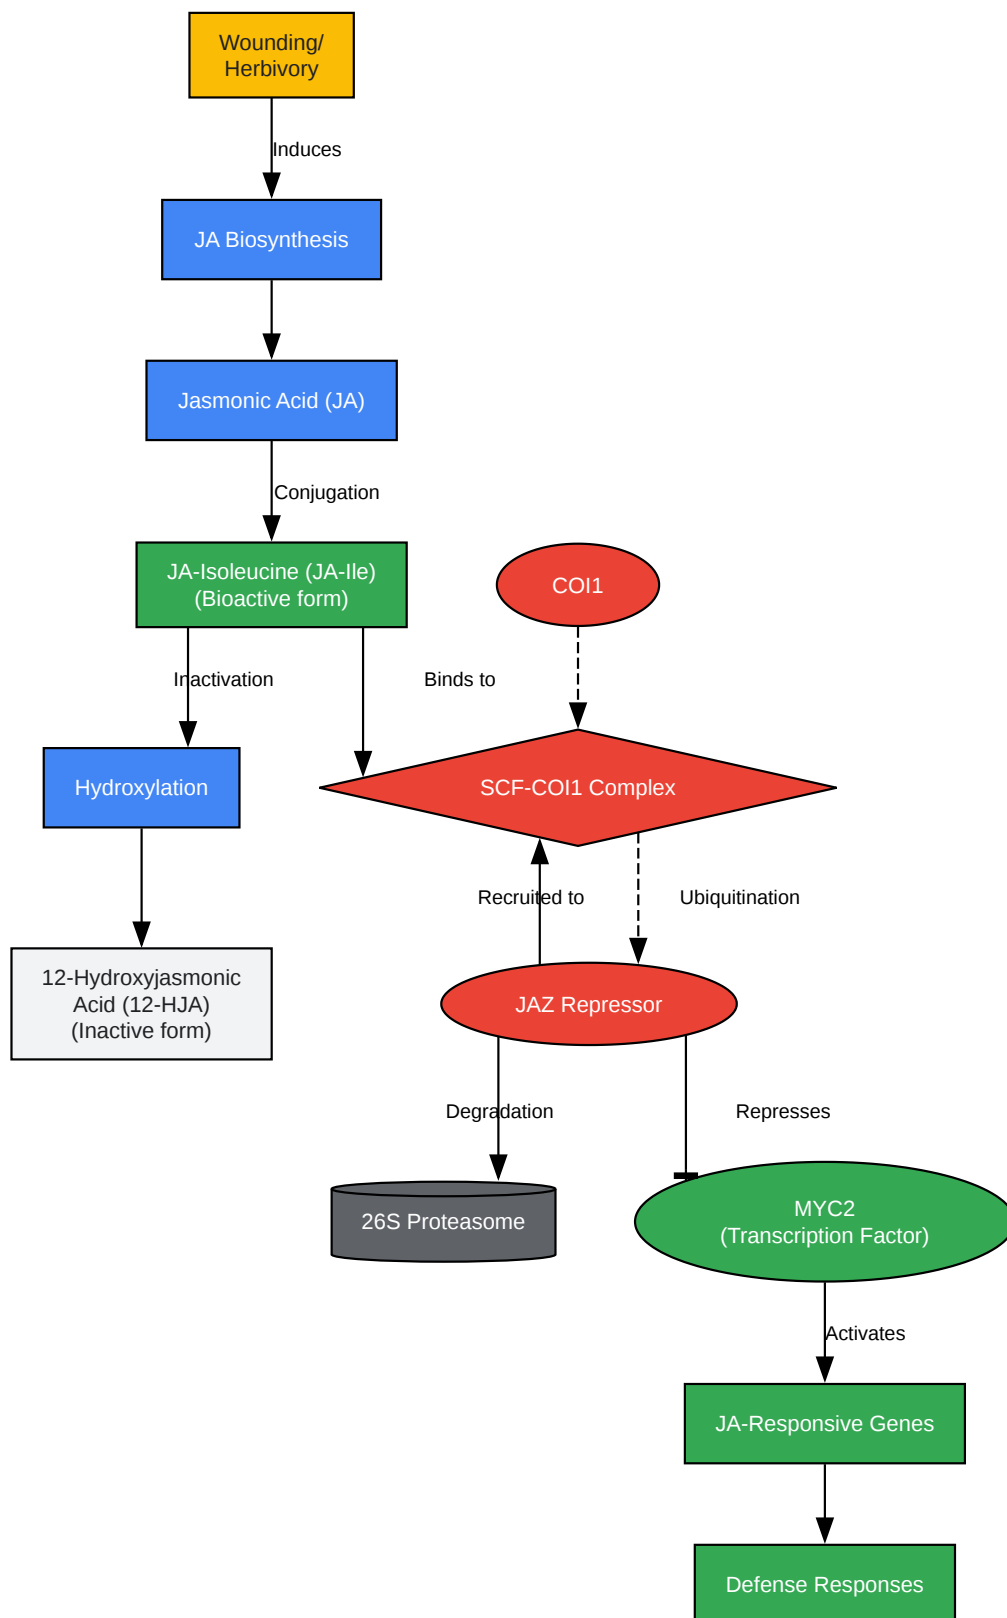 Wounding/
Herbivory
Induces
JA Biosynthesis
Jasmonic Acid (JA)
Conjugation
JA-Isoleucine (JA-Ile)
(Bioactive form)
COI1
Inactivation
Binds to
Hydroxylation
SCF-COI1 Complex
Recruited to
Ubiquitination
12-Hydroxyjasmonic
Acid (12-HJA)
(Inactive form)
JAZ Repressor
Degradation
Represses
26S Proteasome
MYC2
(Transcription Factor)
Activates
JA-Responsive Genes
Defense Responses